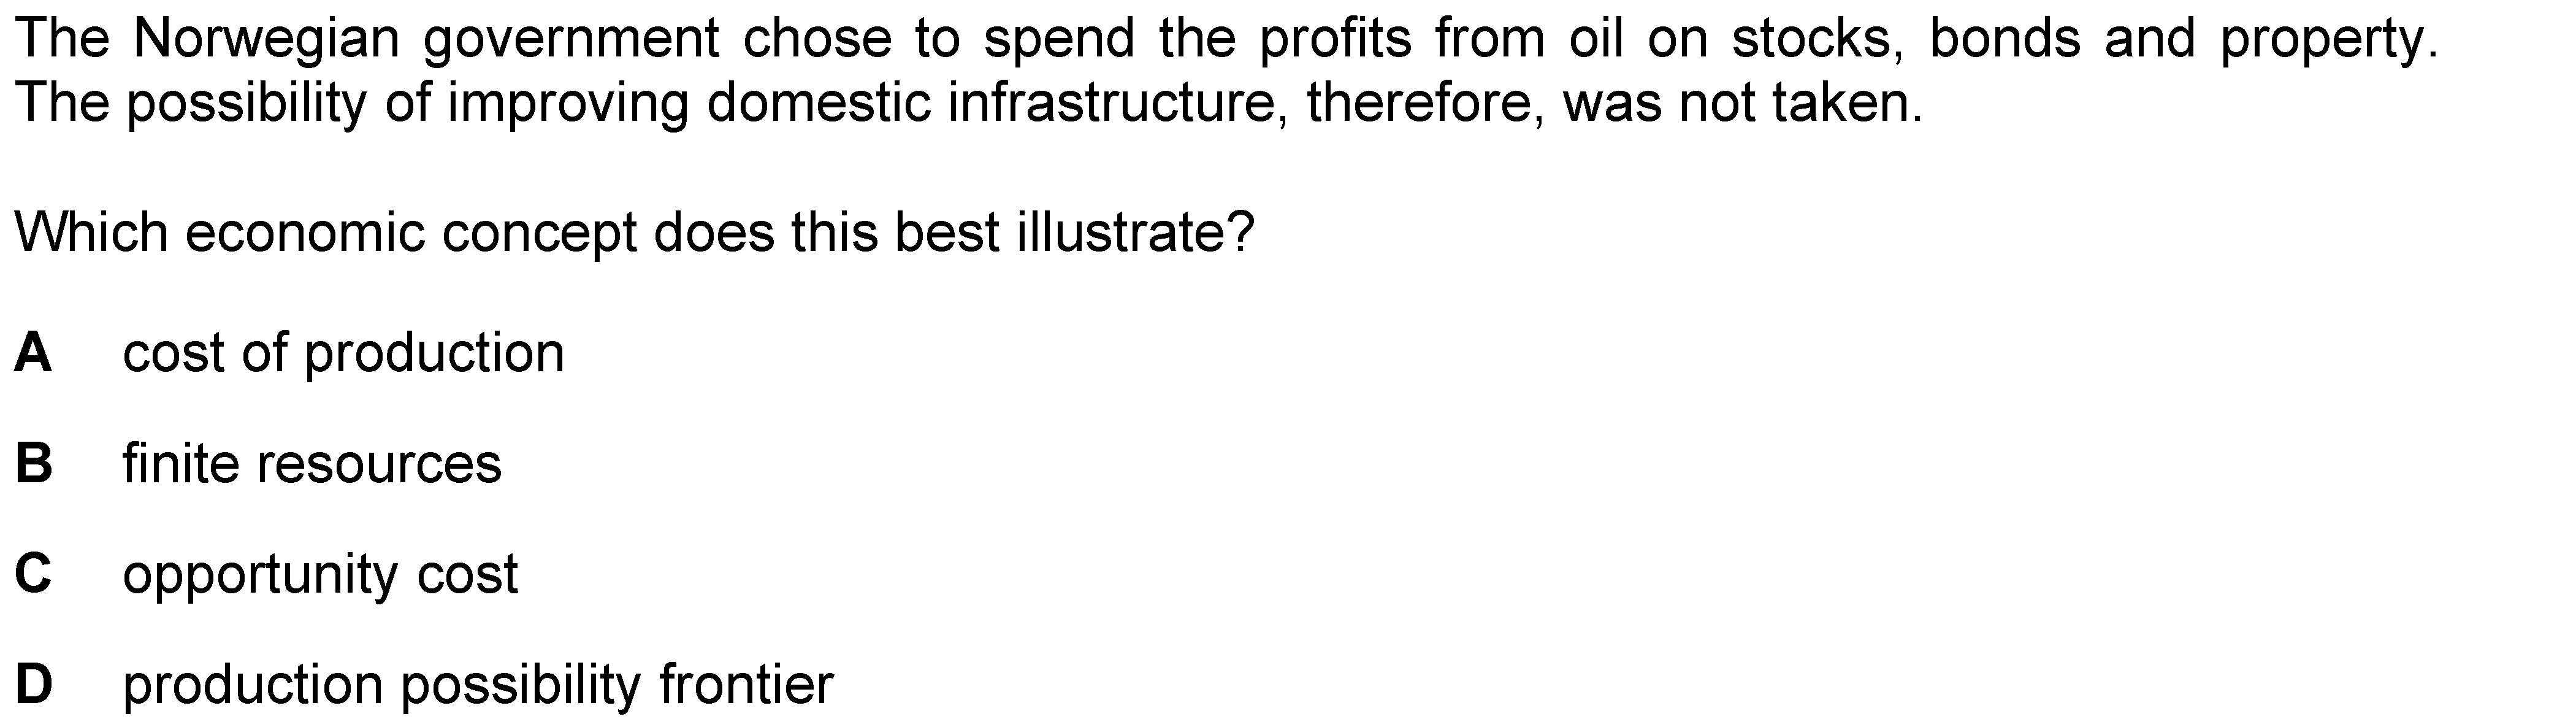 The Norwegian government chose to spend the profits from oil on stocks, bonds and property.
The possibility of improving domestic infrastructure, therefore, was not taken.
Which economic concept does this best illustrate?
A cost of production
B finite resources
C opportunity cost
D production possibility frontier